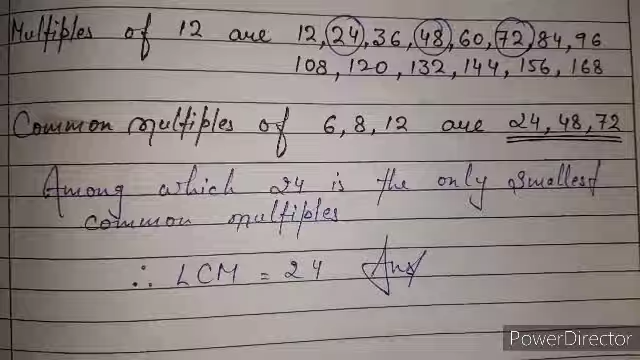 Multiples of 12 are 12, 24, 36, 48, 60, 72, 84, 96
108, 120, 132, 144, 156, 168
Common multiples of 6, 8, 12 are 24, 48, 72
Among which 24 is the only smallest
common multiples
∴ LCM = 24 Ans
PowerDirector